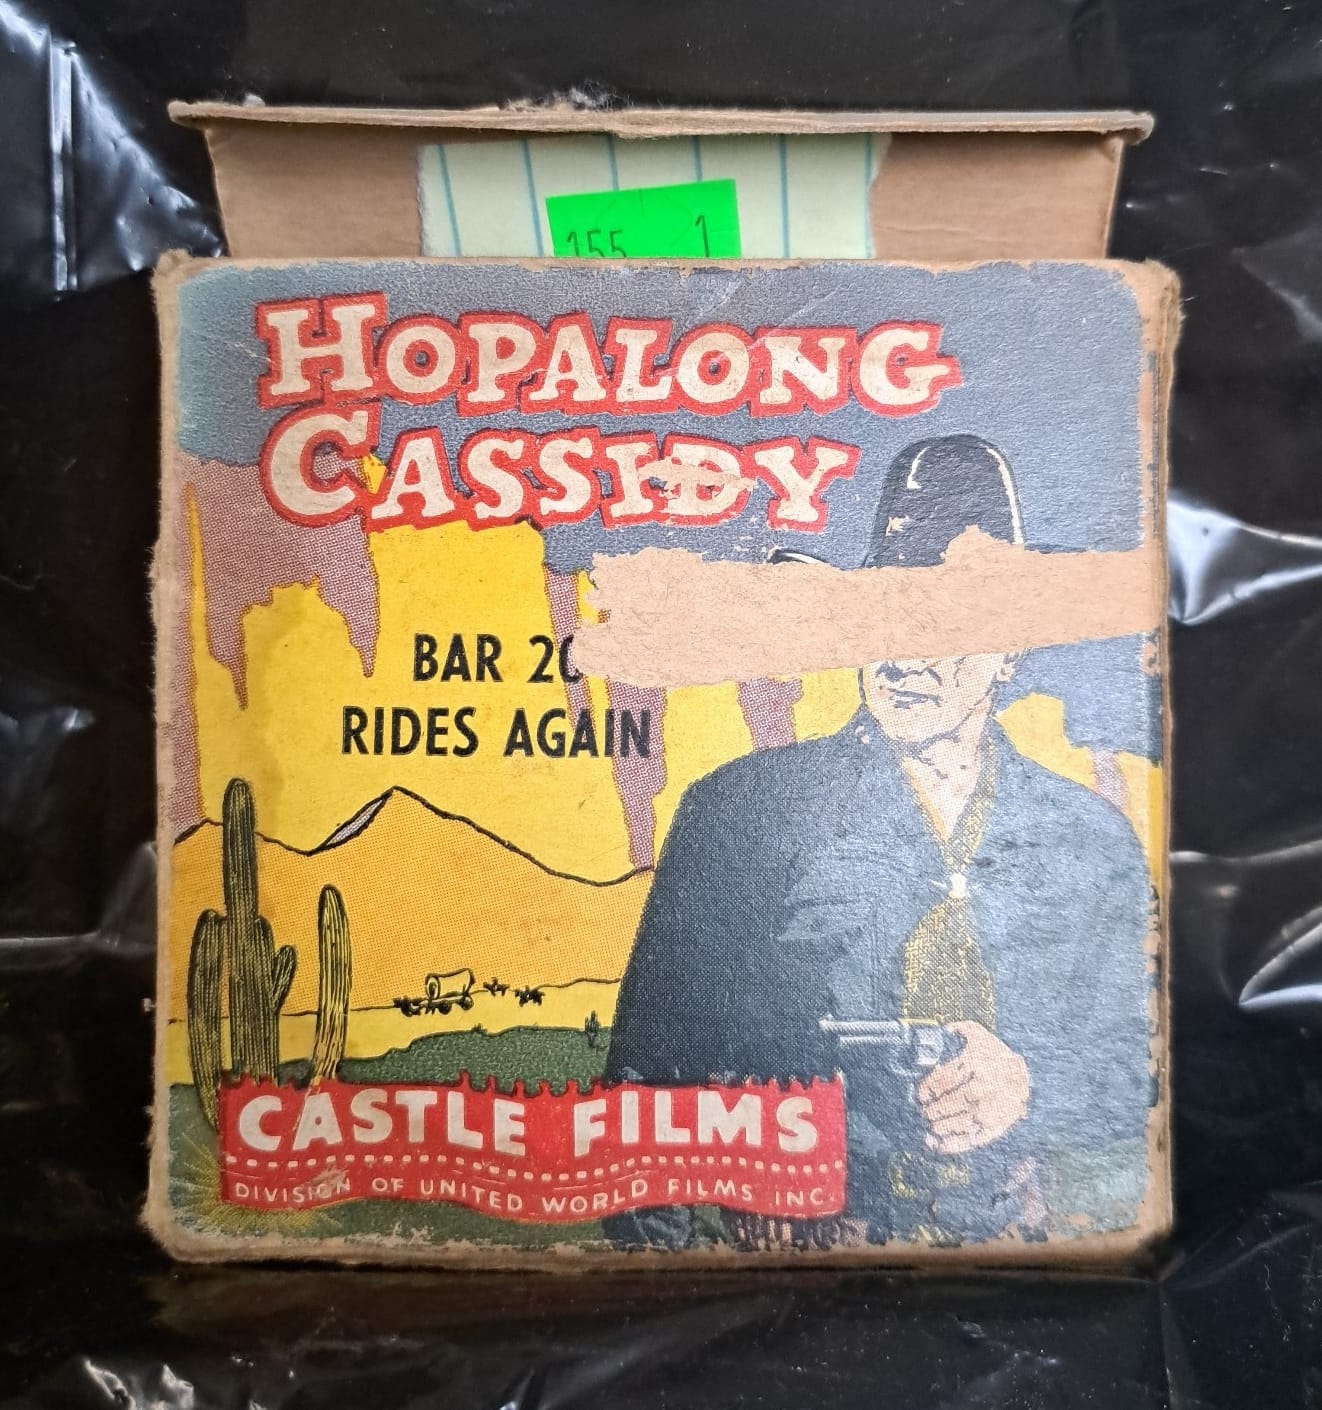 155 1
HOPALONG
CASSIDY
BAR 20
RIDES AGAIN
CASTLE FILMS
DIVISION OF UNITED WORLD FILMS INC.